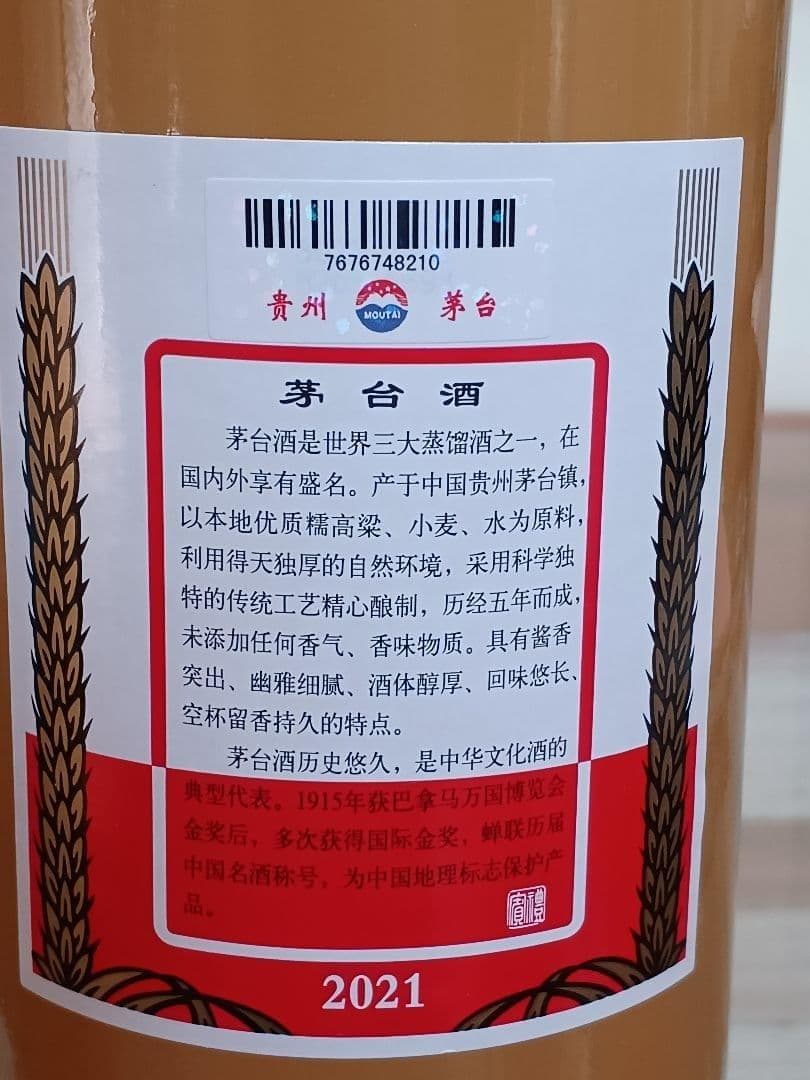 7676748210
贵州 MOUTAI 茅台
茅台酒
茅台酒是世界三大蒸馏酒之一，在
国内外享有盛名。产于中国贵州茅台镇，
以本地优质糯高粱、小麦、水为原料，
利用得天独厚的自然环境，采用科学独
特的传统工艺精心酿制，历经五年而成，
未添加任何香气、香味物质。具有酱香
突出、幽雅细腻、酒体醇厚、回味悠长、
空杯留香持久的特点。
茅台酒历史悠久，是中华文化酒的
典型代表。1915年获巴拿马万国博览会
金奖后，多次获得国际金奖，蝉联历届
中国名酒称号，为中国地理标志保护产
品。
2021